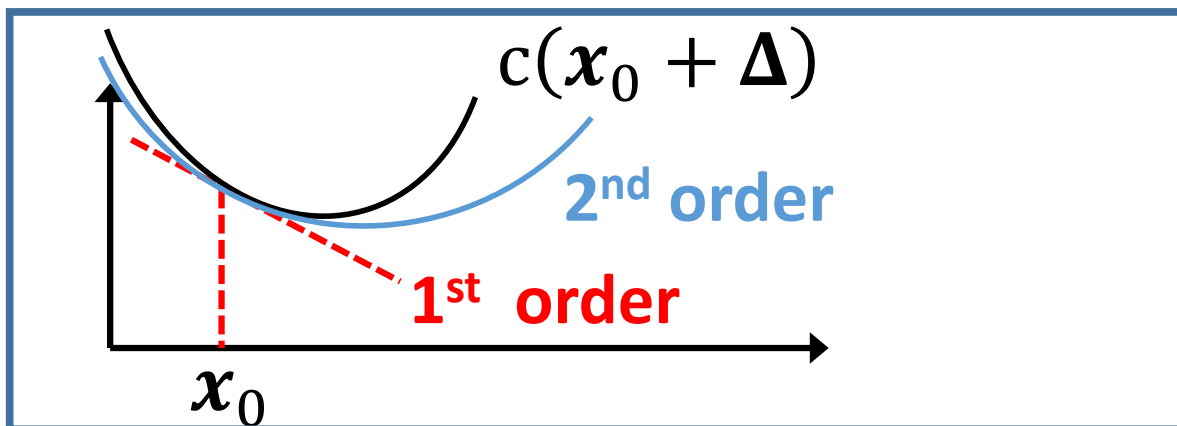 c(𝒙₀ + 𝚫)
2ⁿᵈ order
1ˢᵗ order
𝒙₀